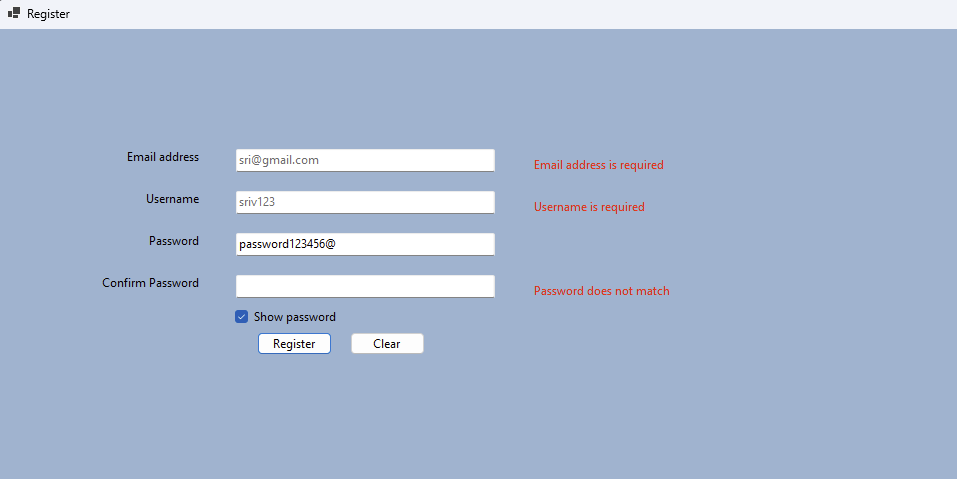 Register
Email address sri@gmail.com Email address is required
Username sriv123 Username is required
Password password123456@
Confirm Password Password does not match
Show password
Register Clear